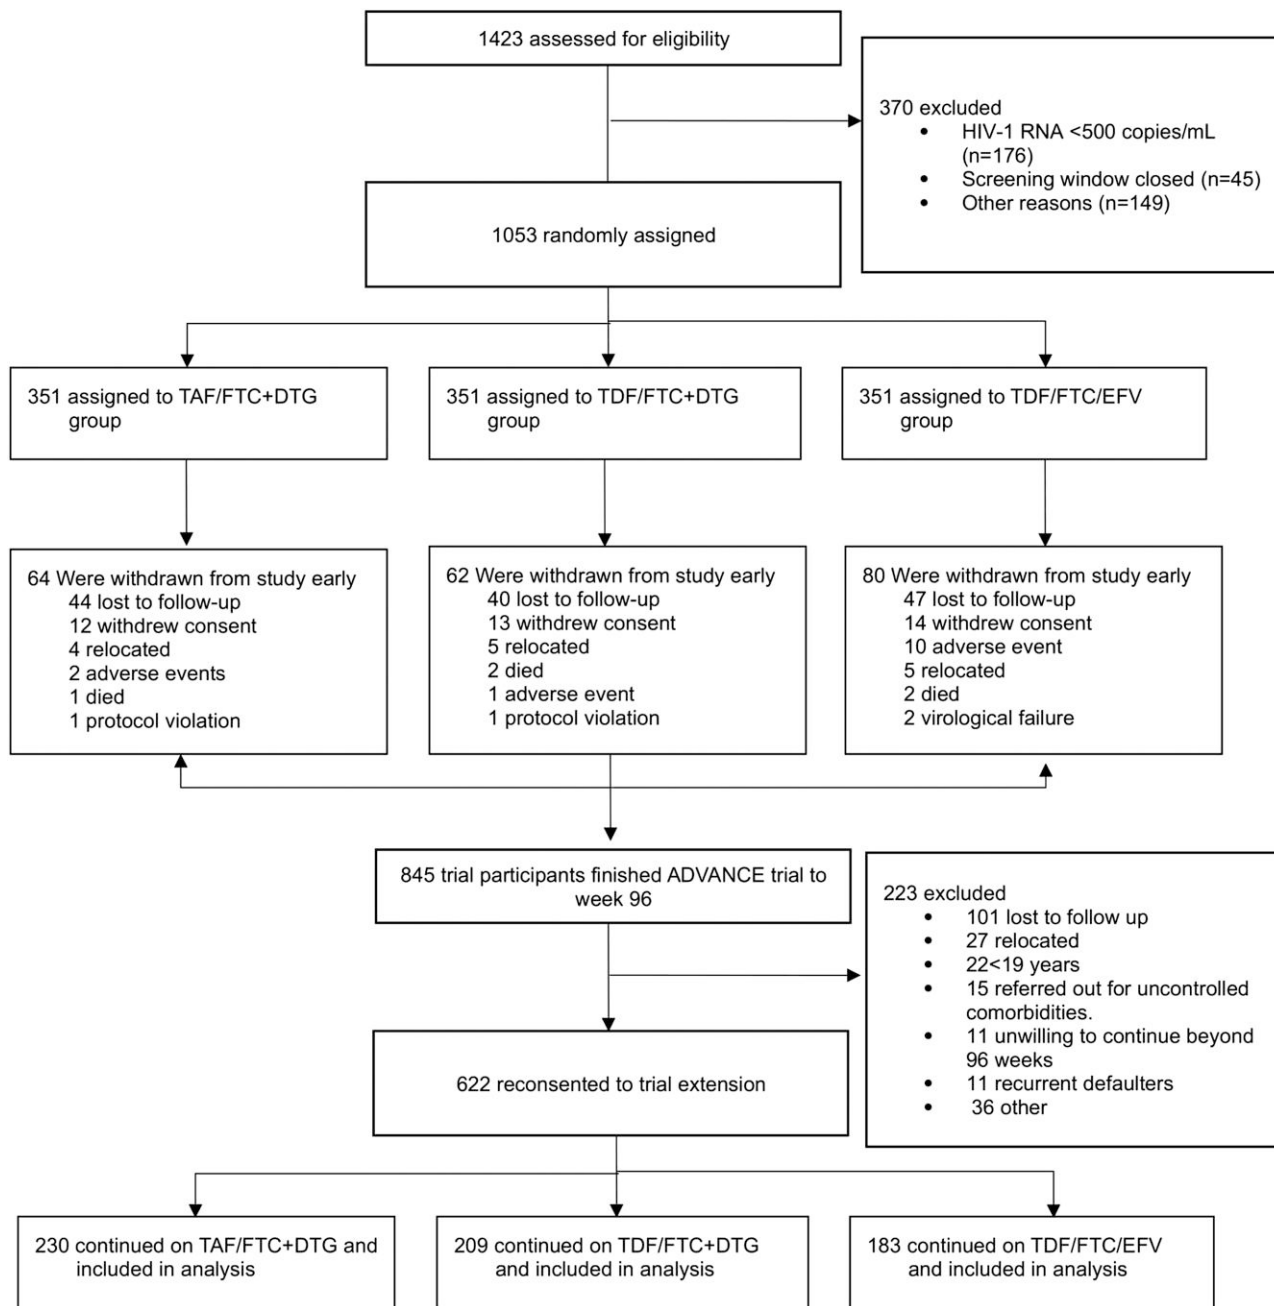 1423 assessed for eligibility
370 excluded
• HIV-1 RNA <500 copies/mL
(n=176)
• Screening window closed (n=45)
• Other reasons (n=149)
1053 randomly assigned
351 assigned to TAF/FTC+DTG
group
351 assigned to TDF/FTC+DTG
group
351 assigned to TDF/FTC/EFV
group
64 Were withdrawn from study early
44 lost to follow-up
12 withdrew consent
4 relocated
2 adverse events
1 died
1 protocol violation
62 Were withdrawn from study early
40 lost to follow-up
13 withdrew consent
5 relocated
2 died
1 adverse event
1 protocol violation
80 Were withdrawn from study early
47 lost to follow-up
14 withdrew consent
10 adverse event
5 relocated
2 died
2 virological failure
845 trial participants finished ADVANCE trial to
week 96
223 excluded
• 101 lost to follow up
• 27 relocated
• 22<19 years
• 15 referred out for uncontrolled
comorbidities.
• 11 unwilling to continue beyond
96 weeks
• 11 recurrent defaulters
• 36 other
622 reconsented to trial extension
230 continued on TAF/FTC+DTG and
included in analysis
209 continued on TDF/FTC+DTG
and included in analysis
183 continued on TDF/FTC/EFV
and included in analysis